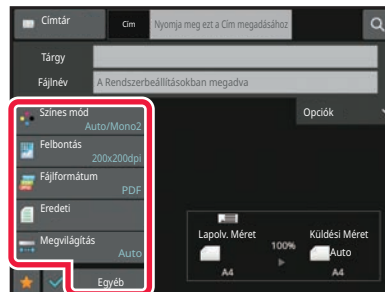 Címtár
Cím
Nyomja meg ezt a Cím megadásához
Tárgy
Fájlnév
A Rendszerbeállításokban megadva
Színes mód
Auto/Mono2
Opciók
Felbontás
200x200dpi
Fájlformátum
PDF
Eredeti
Megvilágítás
Auto
Lapolv. Méret
100%
Küldési Méret
Auto
A4
A4
Egyéb